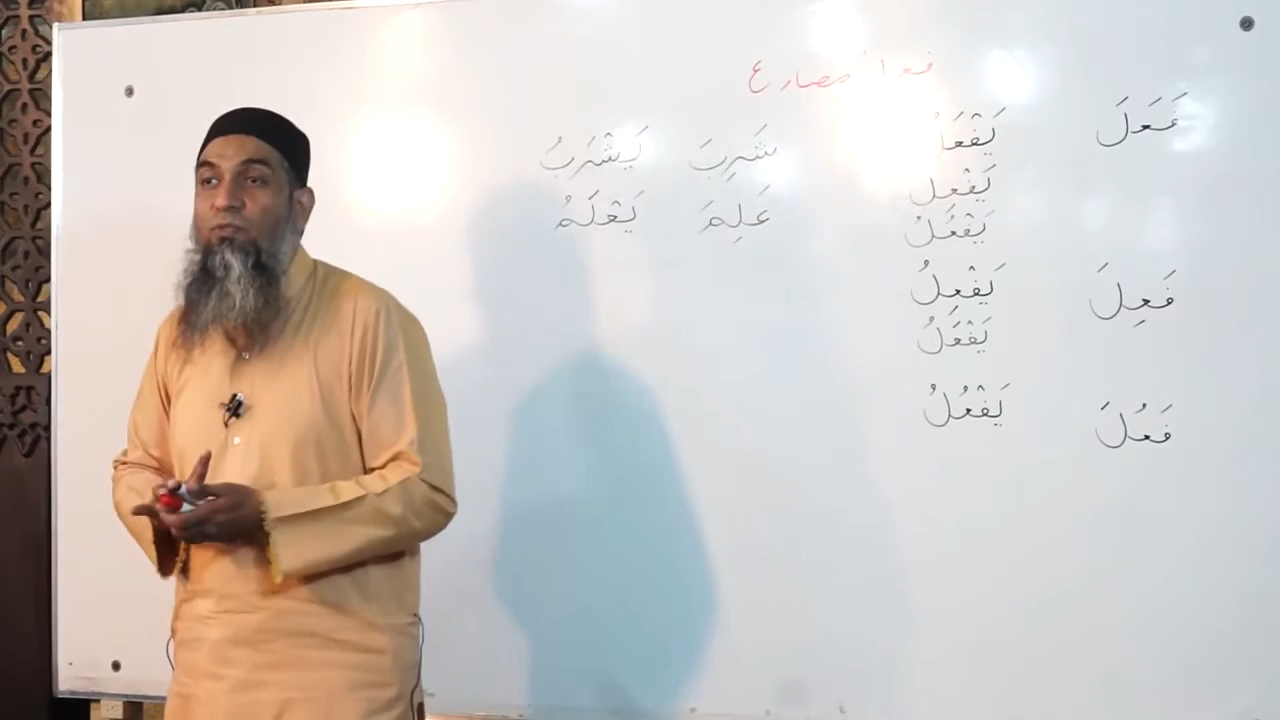 فعل مضارع
فَعَلَ يَفْعَلُ
يَفْعِل
يَفْعُلُ
فَعِلَ يَفْعِلُ
يَفْعَلُ
فَعُلَ يَفْعُلُ
شَرِبَ يَشْرَبُ
عَلِمَ يَعْلَمُ